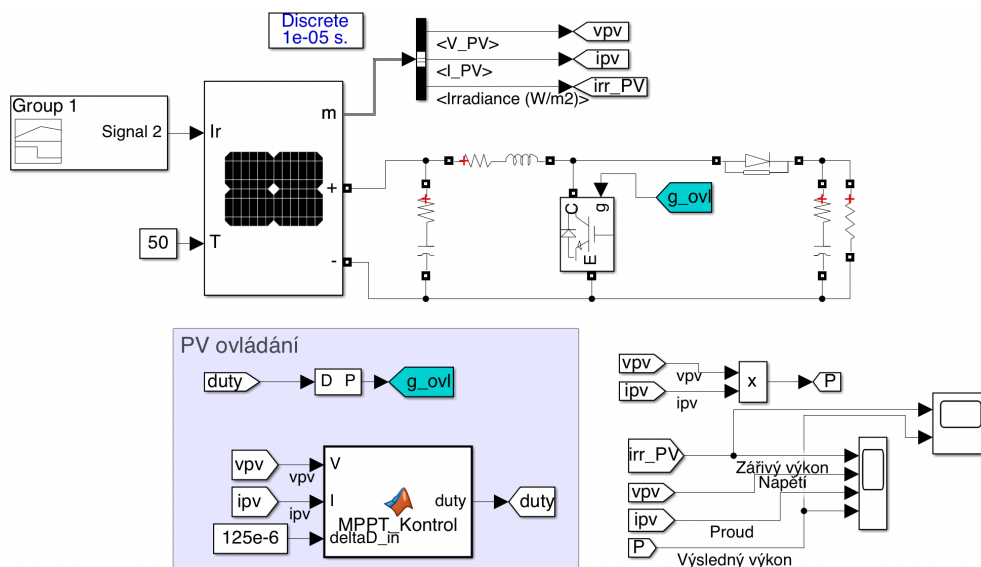 Discrete
1e-05 s.
vpv
<V_PV>
ipv
<I_PV>
irr_PV
<Irradiance (W/m2)>
Group 1
Signal 2
Ir
m
+
T
-
50
+
C
g
E
g_ovl
+
+
+
PV ovládání
duty
D P
g_ovl
vpv
vpv
V
ipv
ipv
I
125e-6
deltaD_in
MPPT_Kontrol
duty
duty
vpv
vpv
ipv
ipv
x
P
irr_PV
Zářivý výkon
Napětí
vpv
ipv
Proud
P
Výsledný výkon